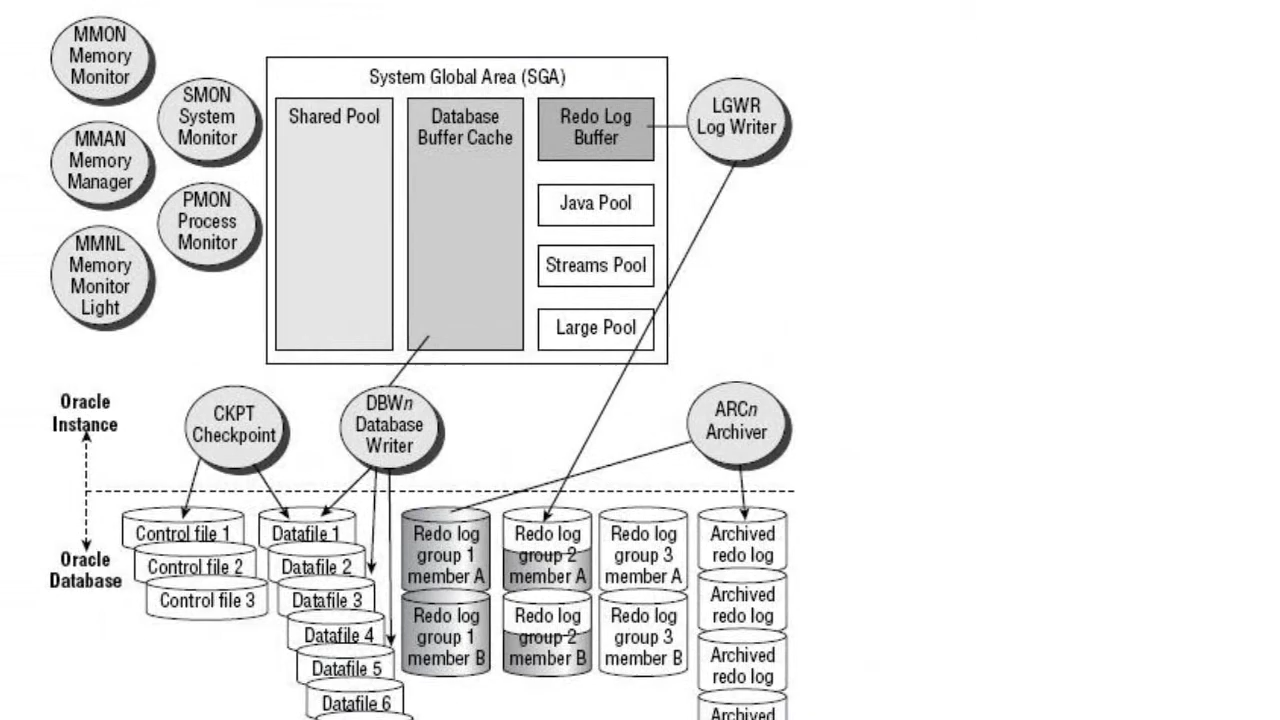 MMON
Memory
Monitor
SMON
System
Monitor
MMAN
Memory
Manager
PMON
Process
Monitor
MMNL
Memory
Monitor
Light
System Global Area (SGA)
Shared Pool
Database
Buffer Cache
Redo Log
Buffer
Java Pool
Streams Pool
Large Pool
LGWR
Log Writer
Oracle
Instance
CKPT
Checkpoint
DBWn
Database
Writer
ARCn
Archiver
Oracle
Database
Control file 1
Control file 2
Control file 3
Datafile 1
Datafile 2
Datafile 3
Datafile 4
Datafile 5
Datafile 6
Redo log
group 1
member A
Redo log
group 1
member B
Redo log
group 2
member A
Redo log
group 2
member B
Redo log
group 3
member A
Redo log
group 3
member B
Archived
redo log
Archived
redo log
Archived
redo log
Archived